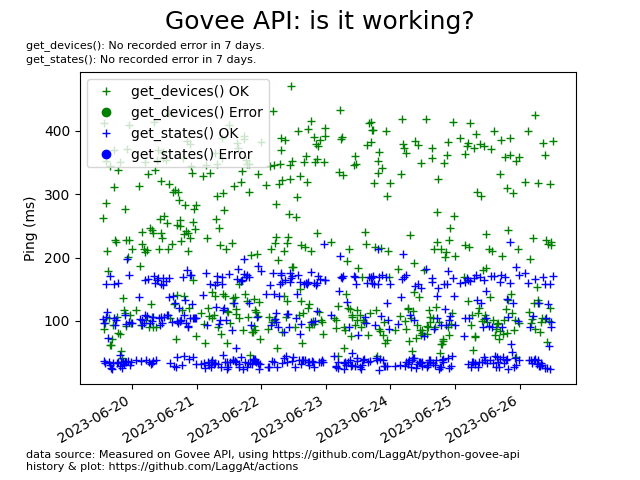 Govee API: is it working?
get_devices(): No recorded error in 7 days.
get_states(): No recorded error in 7 days.
get_devices() OK
get_devices() Error
get_states() OK
get_states() Error
Ping (ms)
400
300
200
100
2023-06-20
2023-06-21
2023-06-22
2023-06-23
2023-06-24
2023-06-25
2023-06-26
data source: Measured on Govee API, using https://github.com/LaggAt/python-govee-api
history & plot: https://github.com/LaggAt/actions